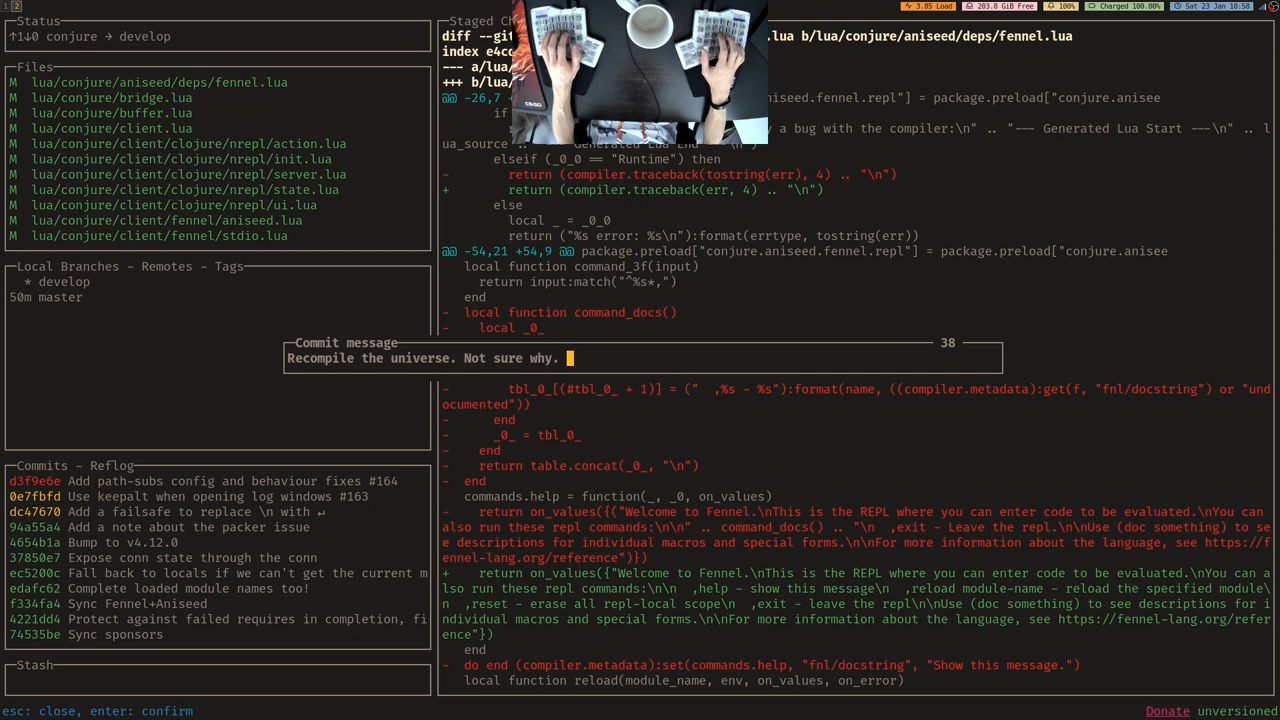 1 2
3.85 Load 203.8 GiB Free 100% Charged 100.00% Sat 23 Jan 10:58
Status
↑1↓0 conjure → develop
Files
M lua/conjure/aniseed/deps/fennel.lua
M lua/conjure/bridge.lua
M lua/conjure/buffer.lua
M lua/conjure/client.lua
M lua/conjure/client/clojure/nrepl/action.lua
M lua/conjure/client/clojure/nrepl/init.lua
M lua/conjure/client/clojure/nrepl/server.lua
M lua/conjure/client/clojure/nrepl/state.lua
M lua/conjure/client/clojure/nrepl/ui.lua
M lua/conjure/client/fennel/aniseed.lua
M lua/conjure/client/fennel/stdio.lua
Local Branches - Remotes - Tags
* develop
50m master
Commits - Reflog
d3f9e6e Add path-subs config and behaviour fixes #164
0e7fbfd Use keepalt when opening log windows #163
dc47670 Add a failsafe to replace \n with ↵
94a55a4 Add a note about the packer issue
4654b1a Bump to v4.12.0
37850e7 Expose conn state through the conn
ec5200c Fall back to locals if we can't get the current m
edafc62 Complete loaded module names too!
f334fa4 Sync Fennel+Aniseed
4221dd4 Protect against failed requires in completion, fi
74535be Sync sponsors
Stash
Staged Ch
diff --git .lua b/lua/conjure/aniseed/deps/fennel.lua
index e4c
--- a/lua/
+++ b/lua/
@@ -26,7 + iseed.fennel.repl"] = package.preload["conjure.anisee
if
y a bug with the compiler:\n" .. "--- Generated Lua Start ---\n" .. l
ua_source ..
elseif (_0_0 == "Runtime") then
- return (compiler.traceback(tostring(err), 4) .. "\n")
+ return (compiler.traceback(err, 4) .. "\n")
else
local _ = _0_0
return ("%s error: %s\n"):format(errtype, tostring(err))
@@ -54,21 +54,9 @@ package.preload["conjure.aniseed.fennel.repl"] = package.preload["conjure.anisee
local function command_3f(input)
return input:match("^%s*,")
end
- local function command_docs()
- local _0_
Commit message 38
Recompile the universe. Not sure why.
- tbl_0_[(#tbl_0_ + 1)] = ("  ,%s - %s"):format(name, ((compiler.metadata):get(f, "fnl/docstring") or "und
ocumented"))
- end
- _0_ = tbl_0_
- end
- return table.concat(_0_, "\n")
- end
commands.help = function(_, _0, on_values)
- return on_values({("Welcome to Fennel.\nThis is the REPL where you can enter code to be evaluated.\nYou can
also run these repl commands:\n\n" .. command_docs() .. "\n  ,exit - Leave the repl.\n\nUse (doc something) to se
e descriptions for individual macros and special forms.\n\nFor more information about the language, see https://f
ennel-lang.org/reference")})
+ return on_values({"Welcome to Fennel.\nThis is the REPL where you can enter code to be evaluated.\nYou can a
lso run these repl commands:\n\n  ,help - show this message\n  ,reload module-name - reload the specified module\
n  ,reset - erase all repl-local scope\n  ,exit - leave the repl\n\nUse (doc something) to see descriptions for i
ndividual macros and special forms.\n\nFor more information about the language, see https://fennel-lang.org/refer
ence"})
end
- do end (compiler.metadata):set(commands.help, "fnl/docstring", "Show this message.")
local function reload(module_name, env, on_values, on_error)
esc: close, enter: confirm
Donate unversioned